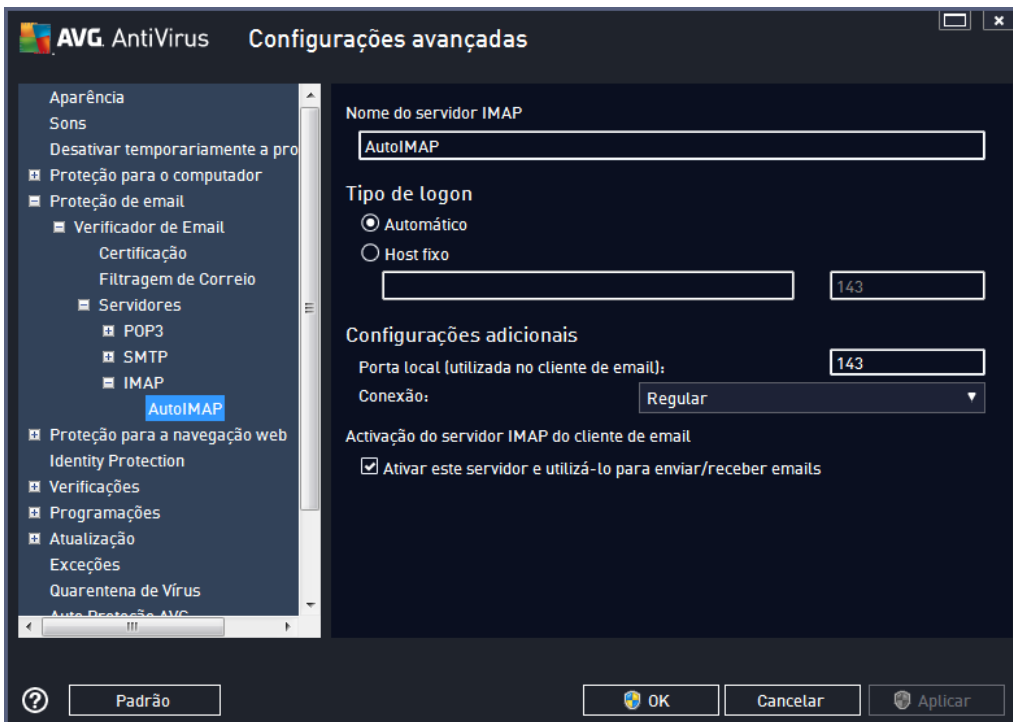 AVG AntiVirus Configurações avançadas
Aparência
Sons
Desativar temporariamente a pro
Proteção para o computador
Proteção de email
Verificador de Email
Certificação
Filtragem de Correio
Servidores
POP3
SMTP
IMAP
AutoIMAP
Proteção para a navegação web
Identity Protection
Verificações
Programações
Atualização
Exceções
Quarentena de Vírus
Auto Proteção AVG
Nome do servidor IMAP
AutoIMAP
Tipo de logon
Automático
Host fixo
143
Configurações adicionais
Porta local (utilizada no cliente de email): 143
Conexão: Regular
Activação do servidor IMAP do cliente de email
Ativar este servidor e utilizá-lo para enviar/receber emails
? Padrão OK Cancelar Aplicar